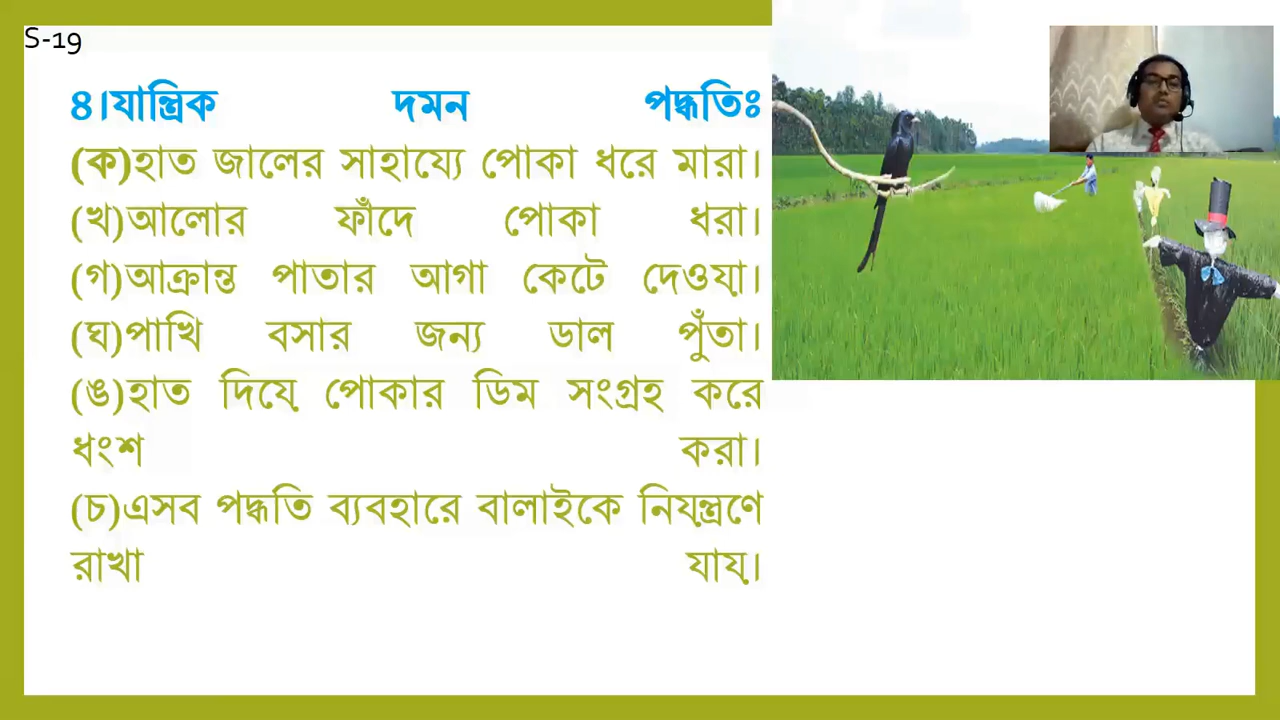 S-19
৪।যান্ত্রিক দমন পদ্ধতিঃ
(ক)হাত জালের সাহায্যে পোকা ধরে মারা।
(খ)আলোর ফাঁদে পোকা ধরা।
(গ)আক্রান্ত পাতার আগা কেটে দেওয়া।
(ঘ)পাখি বসার জন্য ডাল পুঁতা।
(ঙ)হাত দিয়ে পোকার ডিম সংগ্রহ করে
ধংশ করা।
(চ)এসব পদ্ধতি ব্যবহারে বালাইকে নিয়ন্ত্রণে
রাখা যায়।